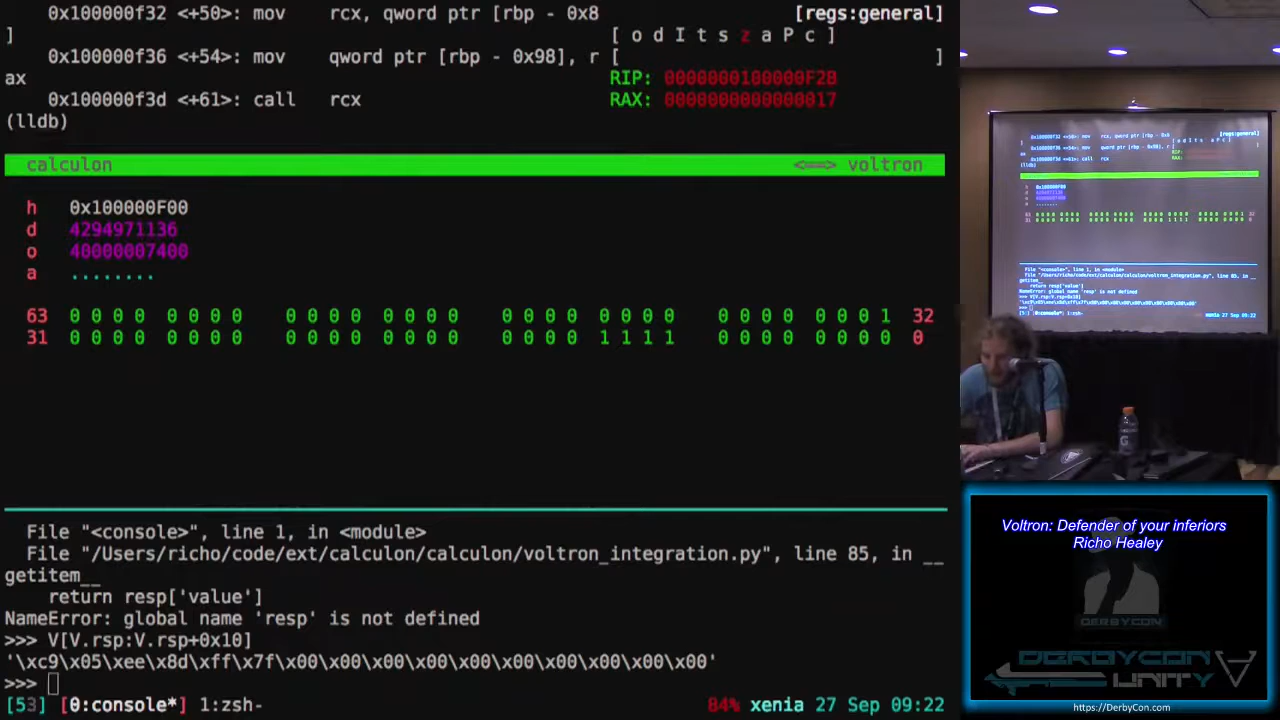 0x100000f32 <+50>: mov    rcx, qword ptr [rbp - 0x8
]
0x100000f36 <+54>: mov    qword ptr [rbp - 0x98], r
ax
0x100000f3d <+61>: call   rcx
(lldb)
[regs:general]
[ o d I t s z a P c ]
[ ]
RIP: 0000000100000F2B
RAX: 0000000000000017
calculon <==> voltron
h 0x100000F00
d 4294971136
o 40000007400
a ........
63 0 0 0 0 0 0 0 0 0 0 0 0 0 0 0 0 0 0 0 0 0 0 0 0 0 0 0 0 0 0 0 1 32
31 0 0 0 0 0 0 0 0 0 0 0 0 0 0 0 0 0 0 0 0 1 1 1 1 0 0 0 0 0 0 0 0 0
File "<console>", line 1, in <module>
File "/Users/richo/code/ext/calculon/calculon/voltron_integration.py", line 85, in __
getitem__
return resp['value']
NameError: global name 'resp' is not defined
>>> V[V.rsp:V.rsp+0x10]
'\xc9\x05\xee\x8d\xff\x7f\x00\x00\x00\x00\x00\x00\x00\x00\x00\x00'
>>>
[53] [0:console*] 1:zsh- 84% xenia 27 Sep 09:22
Voltron: Defender of your inferiors
Richo Healey
DERBYCON
DERBYCON
UNITY
https://DerbyCon.com